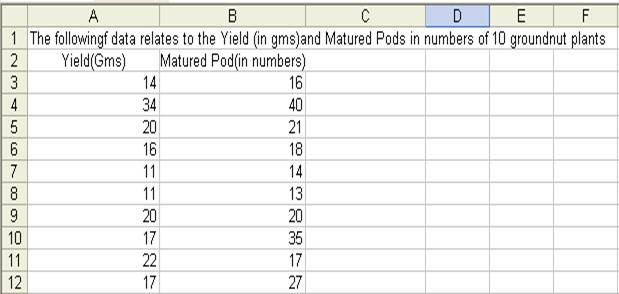 A B C D E F
1 The followingf data relates to the Yield (in gms)and Matured Pods in numbers of 10 groundnut plants
2 Yield(Gms) Matured Pod(in numbers)
3 14 16
4 34 40
5 20 21
6 16 18
7 11 14
8 11 13
9 20 20
10 17 35
11 22 17
12 17 27